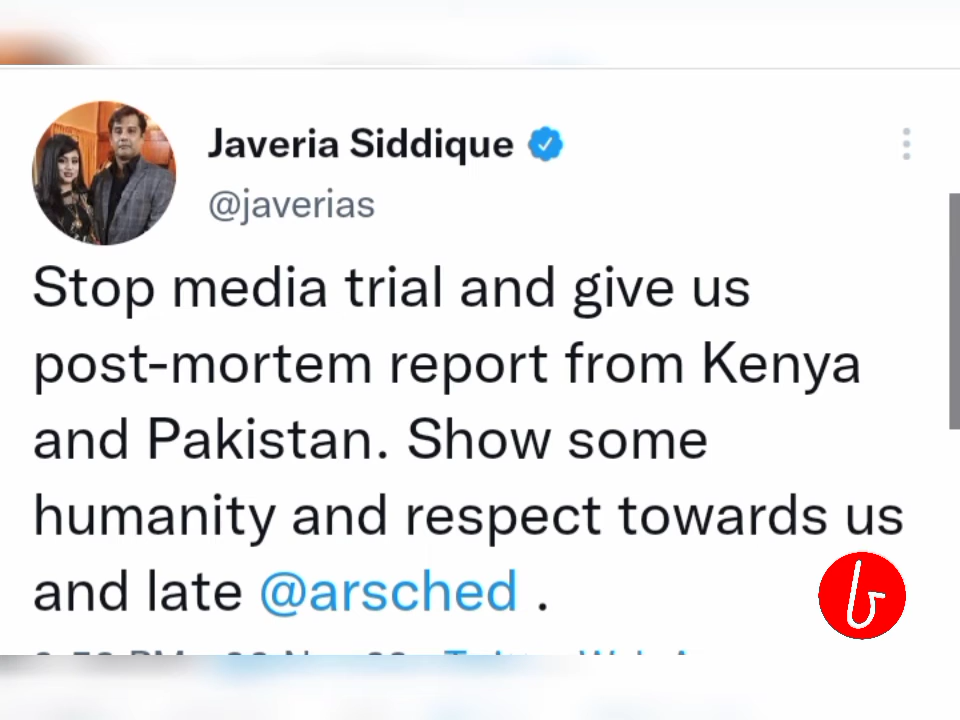 Javeria Siddique
@javerias
Stop media trial and give us
post-mortem report from Kenya
and Pakistan. Show some
humanity and respect towards us
and late @arsched .